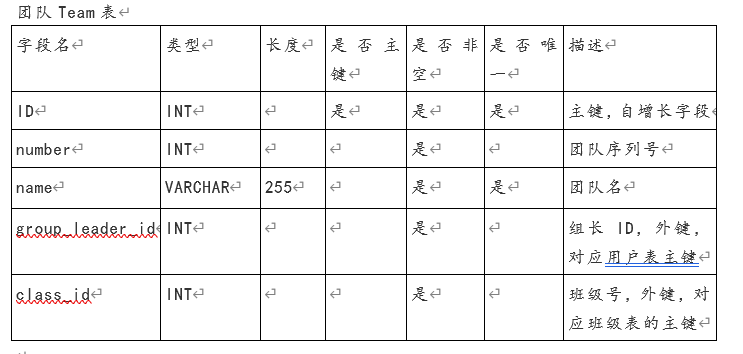 团队 Team 表
字段名 类型 长度 是否主键 是否非空 是否唯一 描述
ID INT 是 是 是 主键，自增长字段
number INT 是 团队序列号
name VARCHAR 255 是 是 团队名
group_leader_id INT 是 组长 ID，外键，
对应用户表主键
class_id INT 是 班级号，外键，对
应班级表的主键